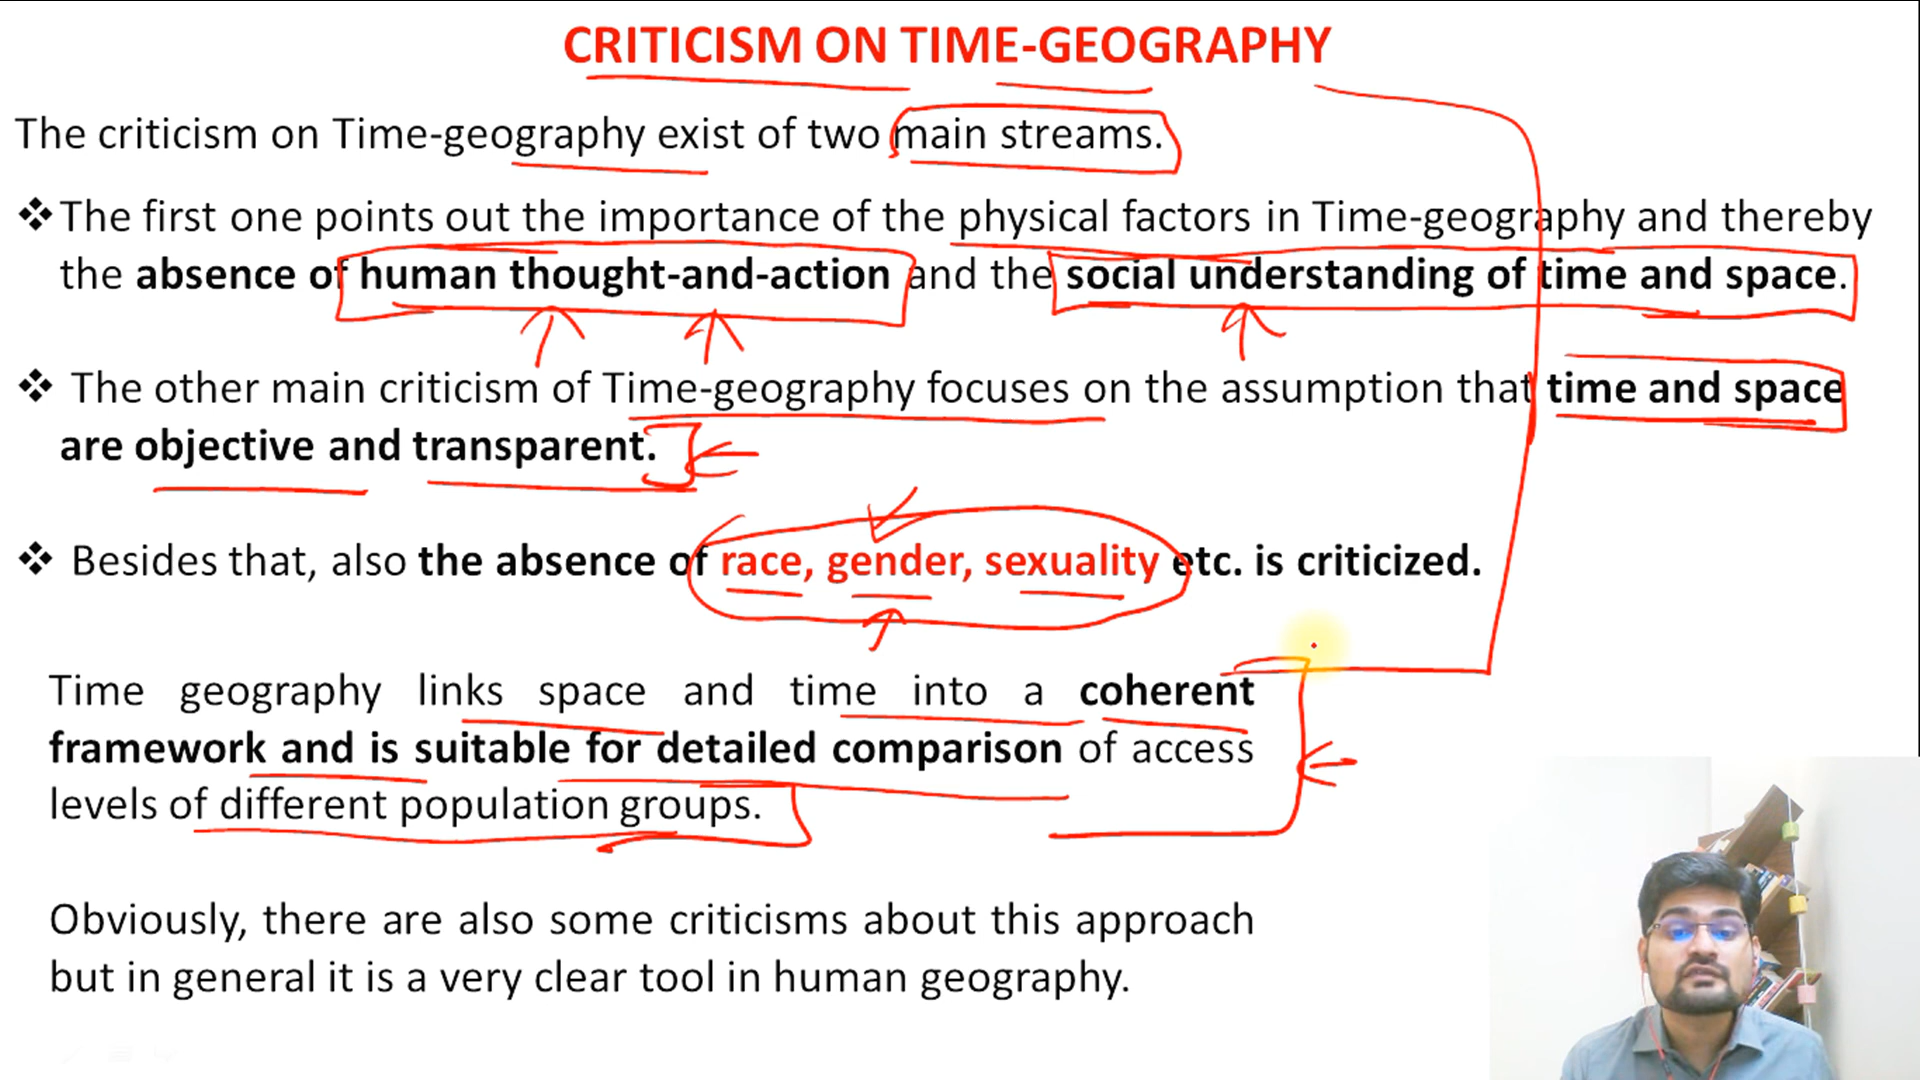 CRITICISM ON TIME-GEOGRAPHY
The criticism on Time-geography exist of two main streams.
❖ The first one points out the importance of the physical factors in Time-geography and thereby
the absence of human thought-and-action and the social understanding of time and space.
❖ The other main criticism of Time-geography focuses on the assumption that time and space
are objective and transparent.
❖ Besides that, also the absence of race, gender, sexuality etc. is criticized.
Time geography links space and time into a coherent
framework and is suitable for detailed comparison of access
levels of different population groups.
Obviously, there are also some criticisms about this approach
but in general it is a very clear tool in human geography.